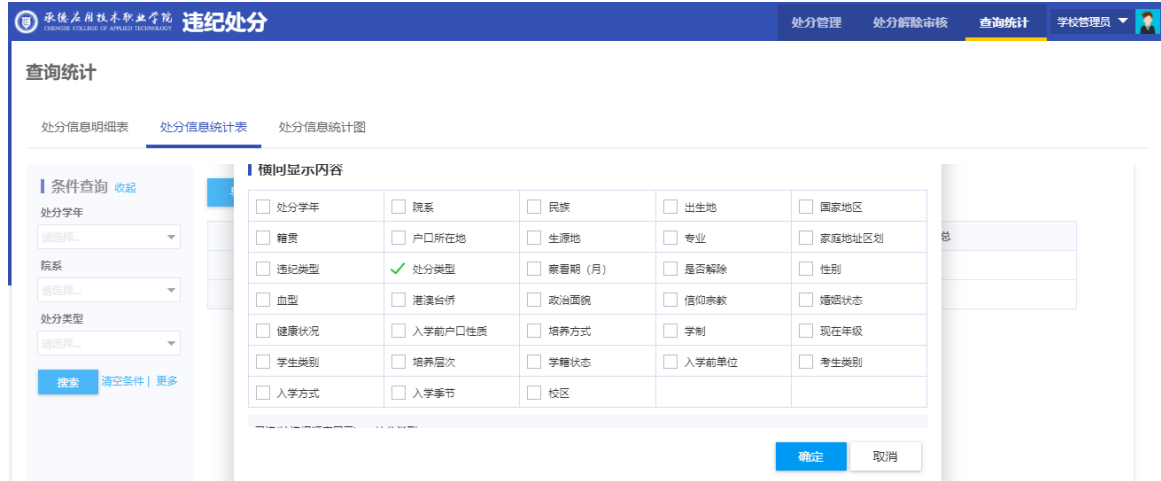 承德应用技术职业学院 违纪处分 处分管理 处分解除审核 查询统计 学校管理员
CHENGDE COLLEGE OF APPLIED TECHNOLOGY
查询统计
处分信息明细表 处分信息统计表 处分信息统计图
条件查询 收起
处分学年
请选择...
院系
请选择...
处分类型
请选择...
搜索 清空条件 | 更多
横向显示内容
处分学年 院系 民族 出生地 国家地区
籍贯 户口所在地 生源地 专业 家庭地址区划
违纪类型 处分类型 察看期（月） 是否解除 性别
血型 港澳台侨 政治面貌 信仰宗教 婚姻状态
健康状况 入学前户口性质 培养方式 学制 现在年级
学生类别 培养层次 学籍状态 入学前单位 考生类别
入学方式 入学季节 校区
确定 取消
总